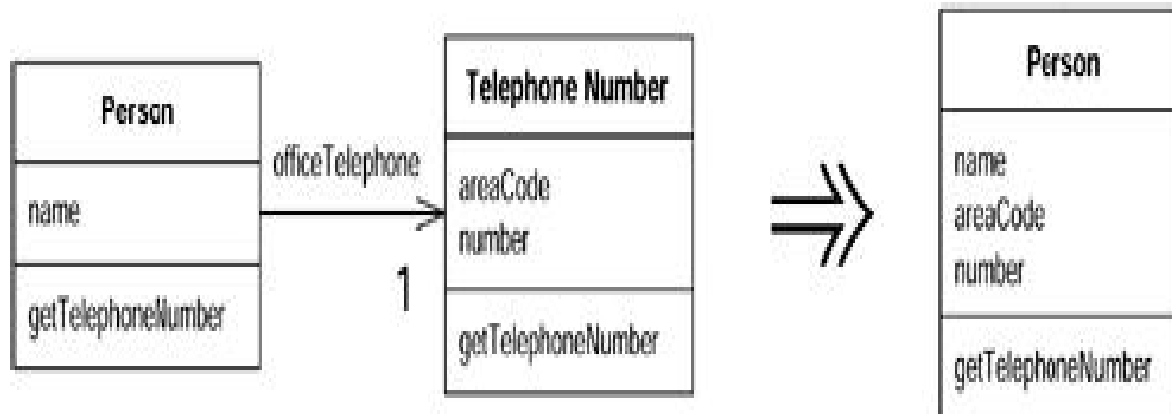 Person
name
getTelephoneNumber
officeTelephone
1
Telephone Number
areaCode
number
getTelephoneNumber
Person
name
areaCode
number
getTelephoneNumber